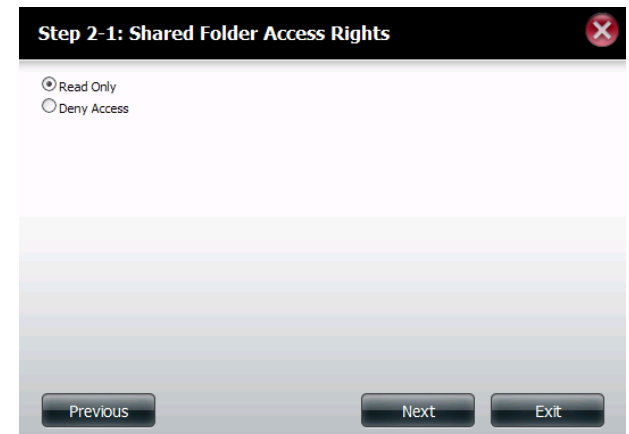 Step 2-1: Shared Folder Access Rights
Read Only
Deny Access
Previous Next Exit